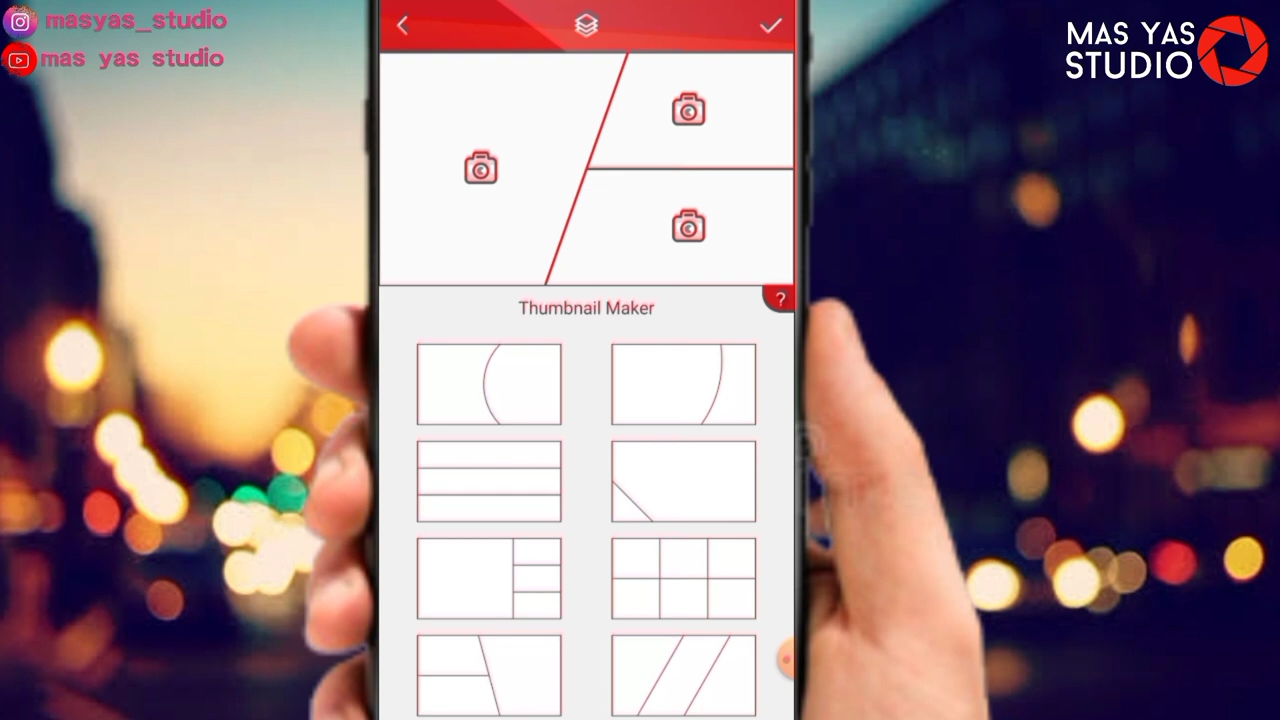 masyas_studio
mas yas studio
MAS YAS
STUDIO
Thumbnail Maker
?